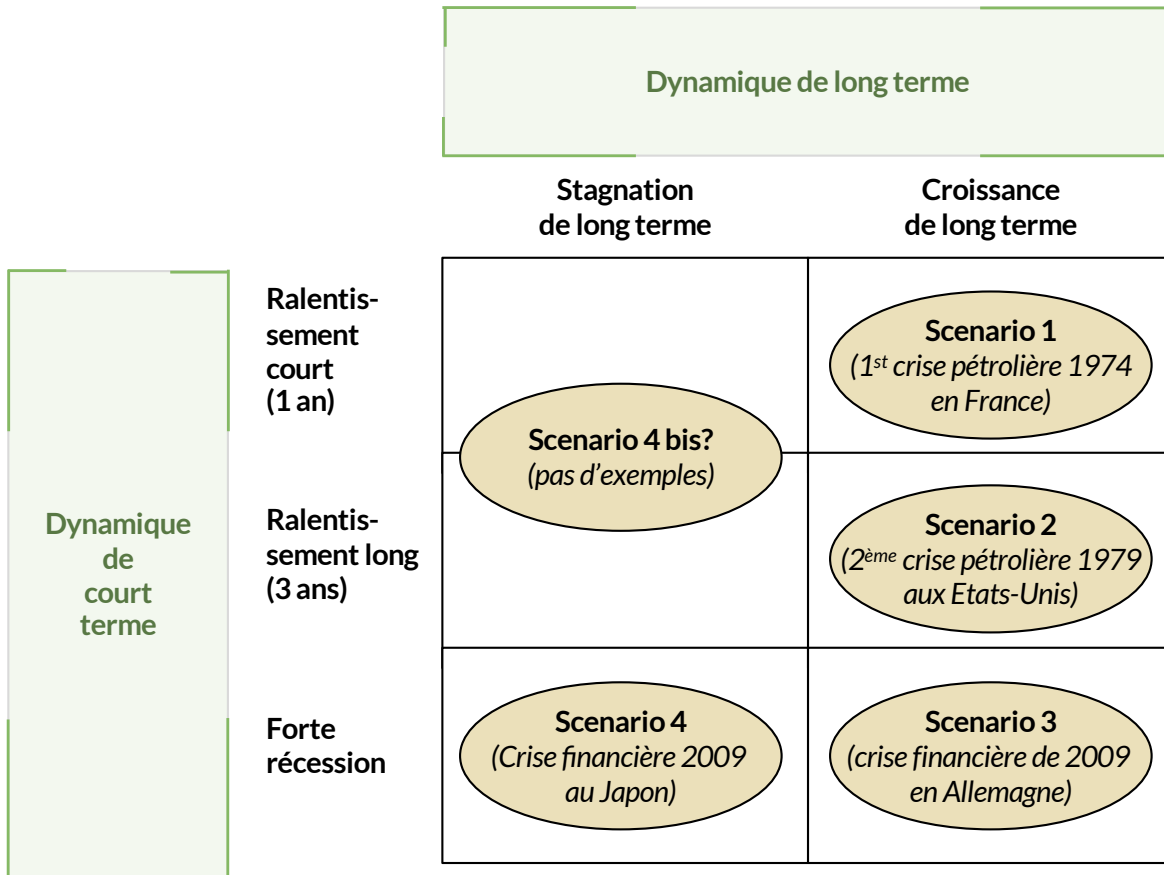 Dynamique de long terme
Stagnation
de long terme
Croissance
de long terme
Dynamique
de
court
terme
Ralentis-
sement
court
(1 an)
Scenario 1
(1st crise pétrolière 1974
en France)
Scenario 4 bis?
(pas d'exemples)
Ralentis-
sement long
(3 ans)
Scenario 2
(2ème crise pétrolière 1979
aux Etats-Unis)
Forte
récession
Scenario 4
(Crise financière 2009
au Japon)
Scenario 3
(crise financière de 2009
en Allemagne)